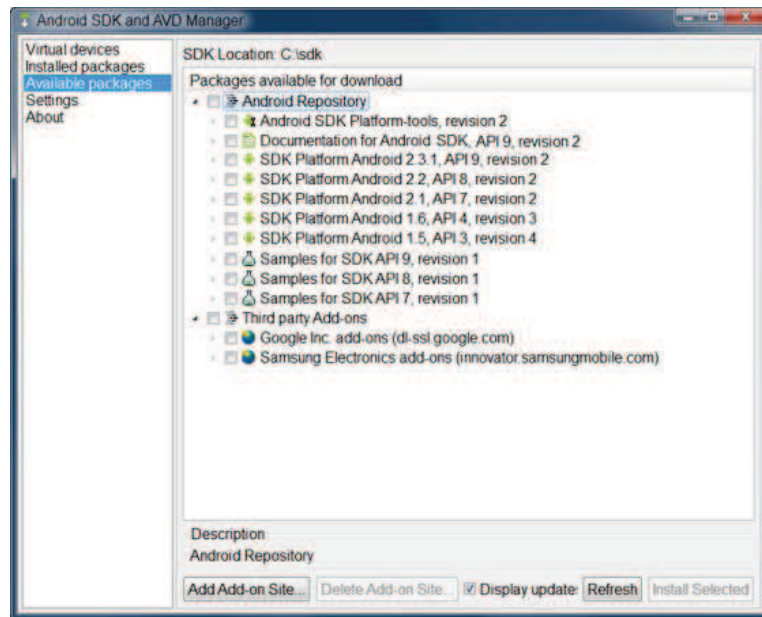 Android SDK and AVD Manager
Virtual devices
Installed packages
Available packages
Settings
About
SDK Location: C:\sdk
Packages available for download
Android Repository
Android SDK Platform-tools, revision 2
Documentation for Android SDK, API 9, revision 2
SDK Platform Android 2.3.1, API 9, revision 2
SDK Platform Android 2.2, API 8, revision 2
SDK Platform Android 2.1, API 7, revision 2
SDK Platform Android 1.6, API 4, revision 3
SDK Platform Android 1.5, API 3, revision 4
Samples for SDK API 9, revision 1
Samples for SDK API 8, revision 1
Samples for SDK API 7, revision 1
Third party Add-ons
Google Inc. add-ons (dl-ssl.google.com)
Samsung Electronics add-ons (innovator.samsungmobile.com)
Description
Android Repository
Add Add-on Site... Delete Add-on Site... Display update: Refresh Install Selected